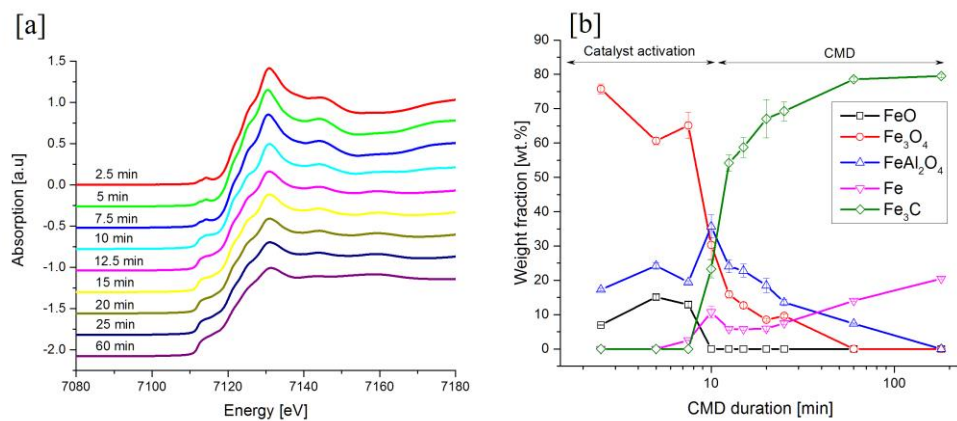 [a]
Absorption [a.u]
1.5
1.0
0.5
0.0
-0.5
-1.0
-1.5
-2.0
2.5 min
5 min
7.5 min
10 min
12.5 min
15 min
20 min
25 min
60 min
7080 7100 7120 7140 7160 7180
Energy [eV]
[b]
Weight fraction [wt.%]
90
80
70
60
50
40
30
20
10
0
Catalyst activation CMD
FeO
Fe₃O₄
FeAl₂O₄
Fe
Fe₃C
10 100
CMD duration [min]